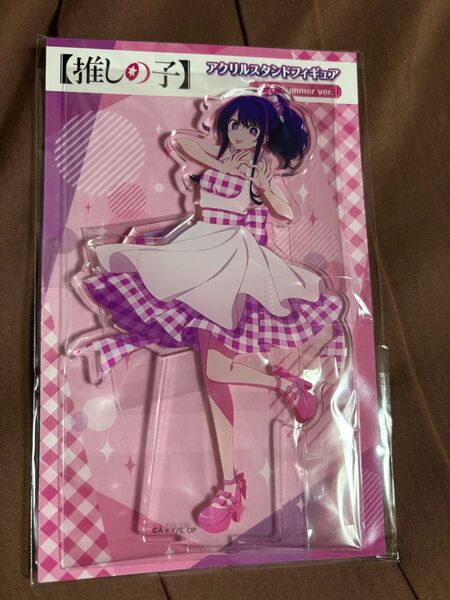 【推しの子】
アクリルスタンドフィギュア
summer ver.
©A x Y/S, OP